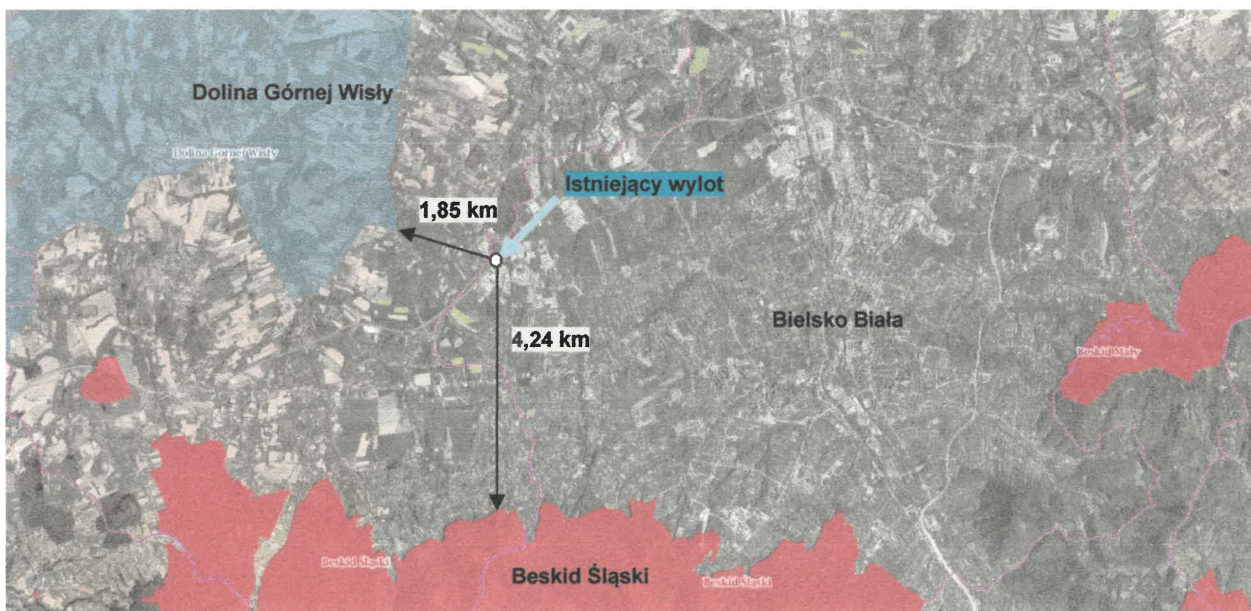 Dolina Górnej Wisły
Dolina Górnej Wisły
Istniejący wylot
1,85 km
4,24 km
Bielsko Biała
Beskid Mały
Beskid Śląski
Beskid Śląski
Beskid Śląski